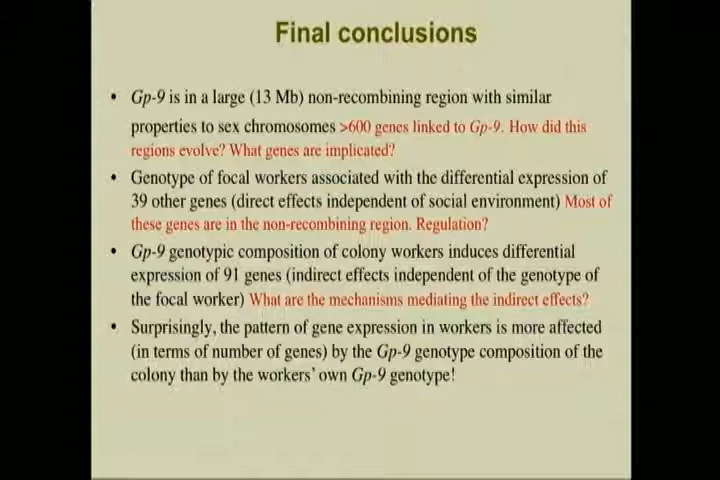 Final conclusions
• Gp-9 is in a large (13 Mb) non-recombining region with similar
properties to sex chromosomes >600 genes linked to Gp-9. How did this
regions evolve? What genes are implicated?
• Genotype of focal workers associated with the differential expression of
39 other genes (direct effects independent of social environment) Most of
these genes are in the non-recombining region. Regulation?
• Gp-9 genotypic composition of colony workers induces differential
expression of 91 genes (indirect effects independent of the genotype of
the focal worker) What are the mechanisms mediating the indirect effects?
• Surprisingly, the pattern of gene expression in workers is more affected
(in terms of number of genes) by the Gp-9 genotype composition of the
colony than by the workers' own Gp-9 genotype!